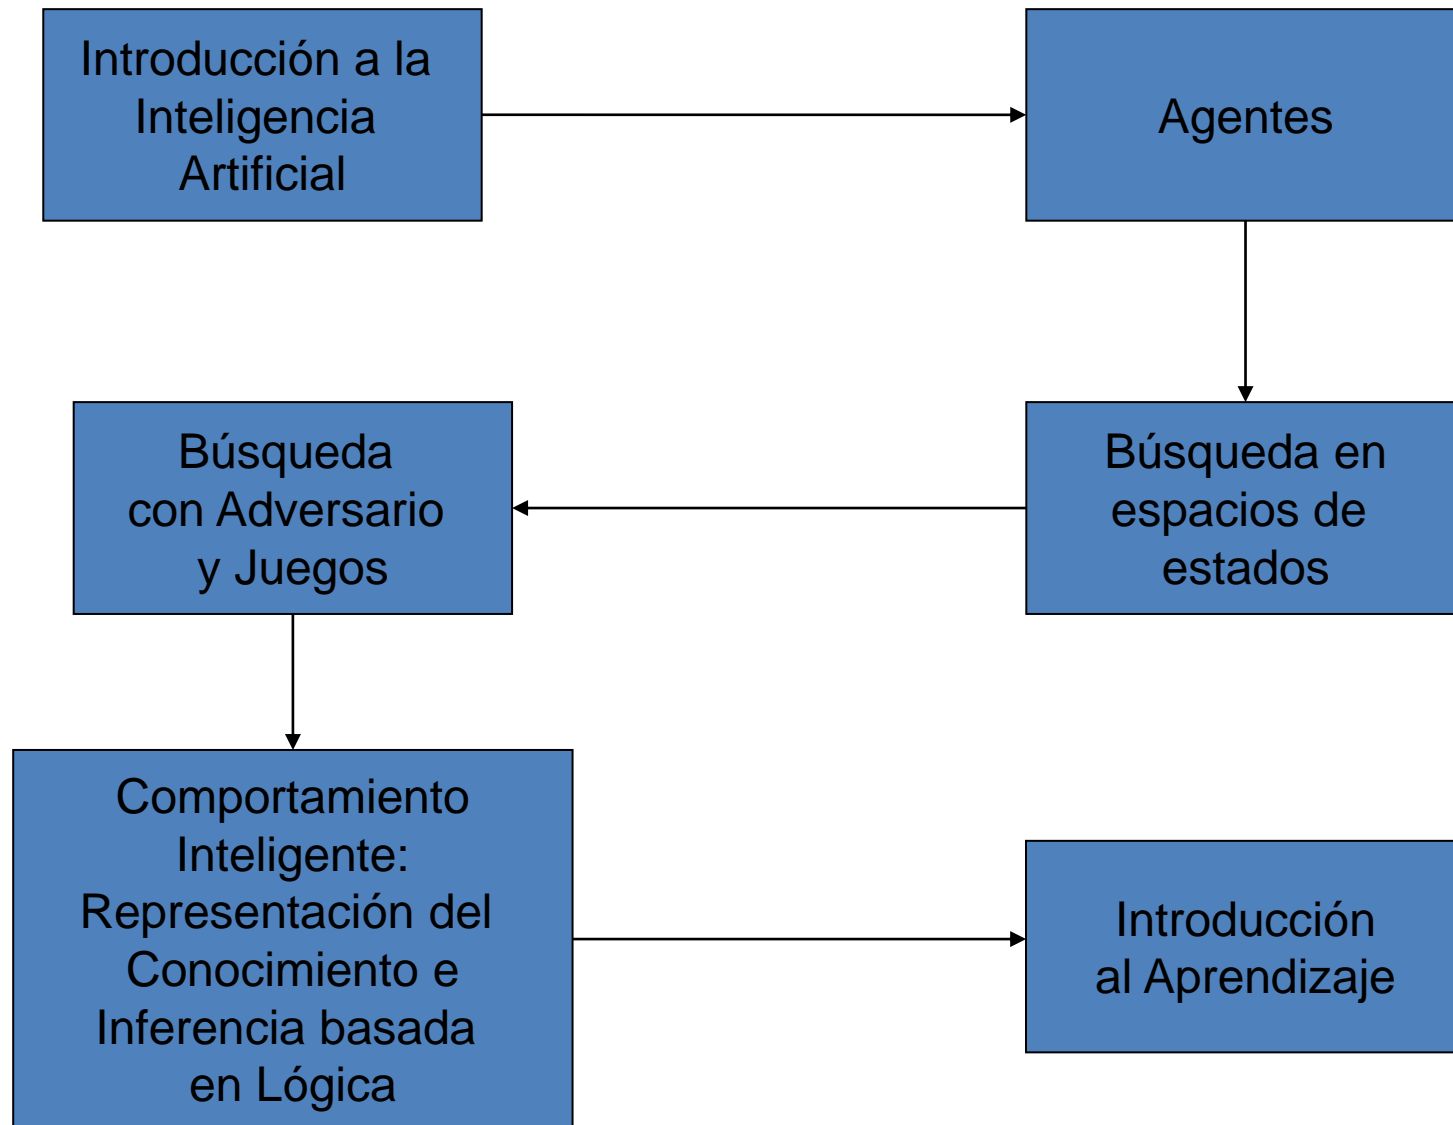 Introducción a la
Inteligencia
Artificial
Agentes
Búsqueda en
espacios de
estados
Búsqueda
con Adversario
y Juegos
Comportamiento
Inteligente:
Representación del
Conocimiento e
Inferencia basada
en Lógica
Introducción
al Aprendizaje